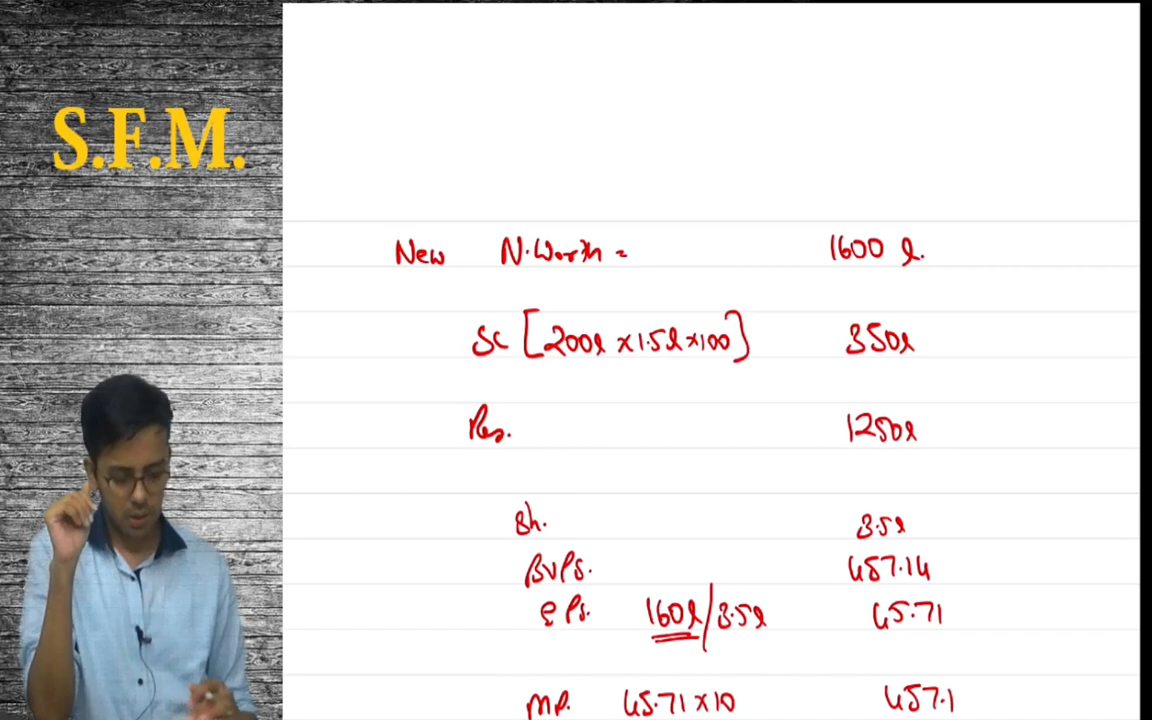 S.F.M.
New N.Worth = 1600 l.
SC [200l x 1.5l x 100] 350l
Res. 1250l
Sh. 3.5l
BVPS. 457.14
EPS. 160l/3.5l 45.71
MP. 45.71 x 10 457.1